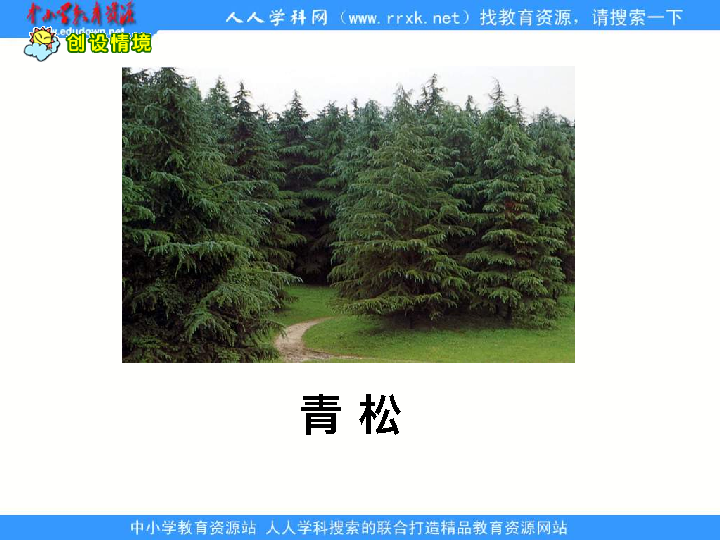 中小学教育资源
人人学科网（www.rrxk.net）找教育资源，请搜索一下
www.edudown.net
创设情境
青松
中小学教育资源站 人人学科搜索的联合打造精品教育资源网站